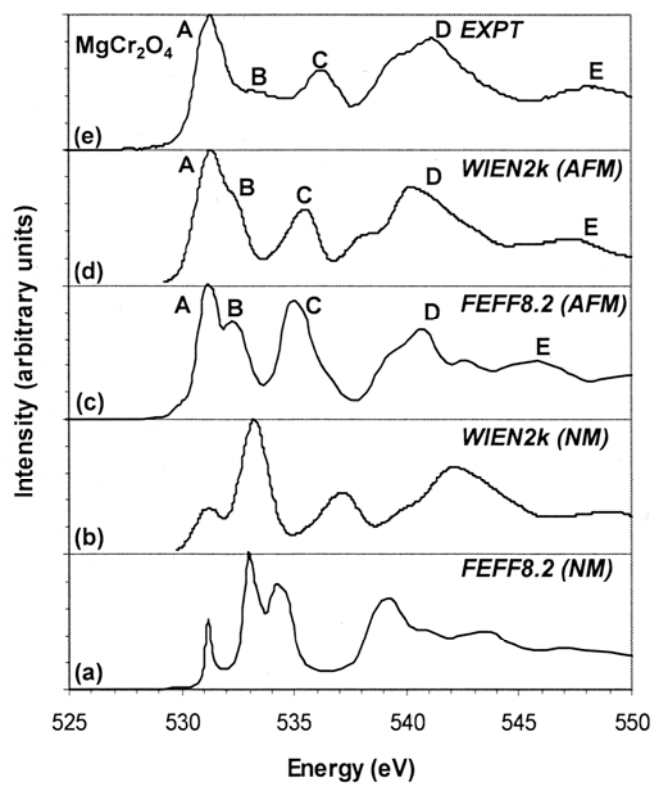 A
MgCr₂O₄
B
C
D
EXPT
E
(e)
A
B
C
D
WIEN2k (AFM)
E
(d)
A
B
C
D
FEFF8.2 (AFM)
E
(c)
WIEN2k (NM)
(b)
FEFF8.2 (NM)
(a)
Intensity (arbitrary units)
525 530 535 540 545 550
Energy (eV)